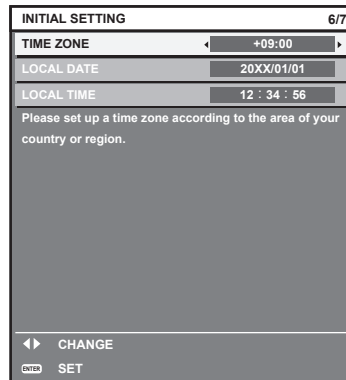 INITIAL SETTING 6/7
TIME ZONE +09:00
LOCAL DATE 20XX/01/01
LOCAL TIME 12 : 34 : 56
Please set up a time zone according to the area of your
country or region.
CHANGE
ENTER SET